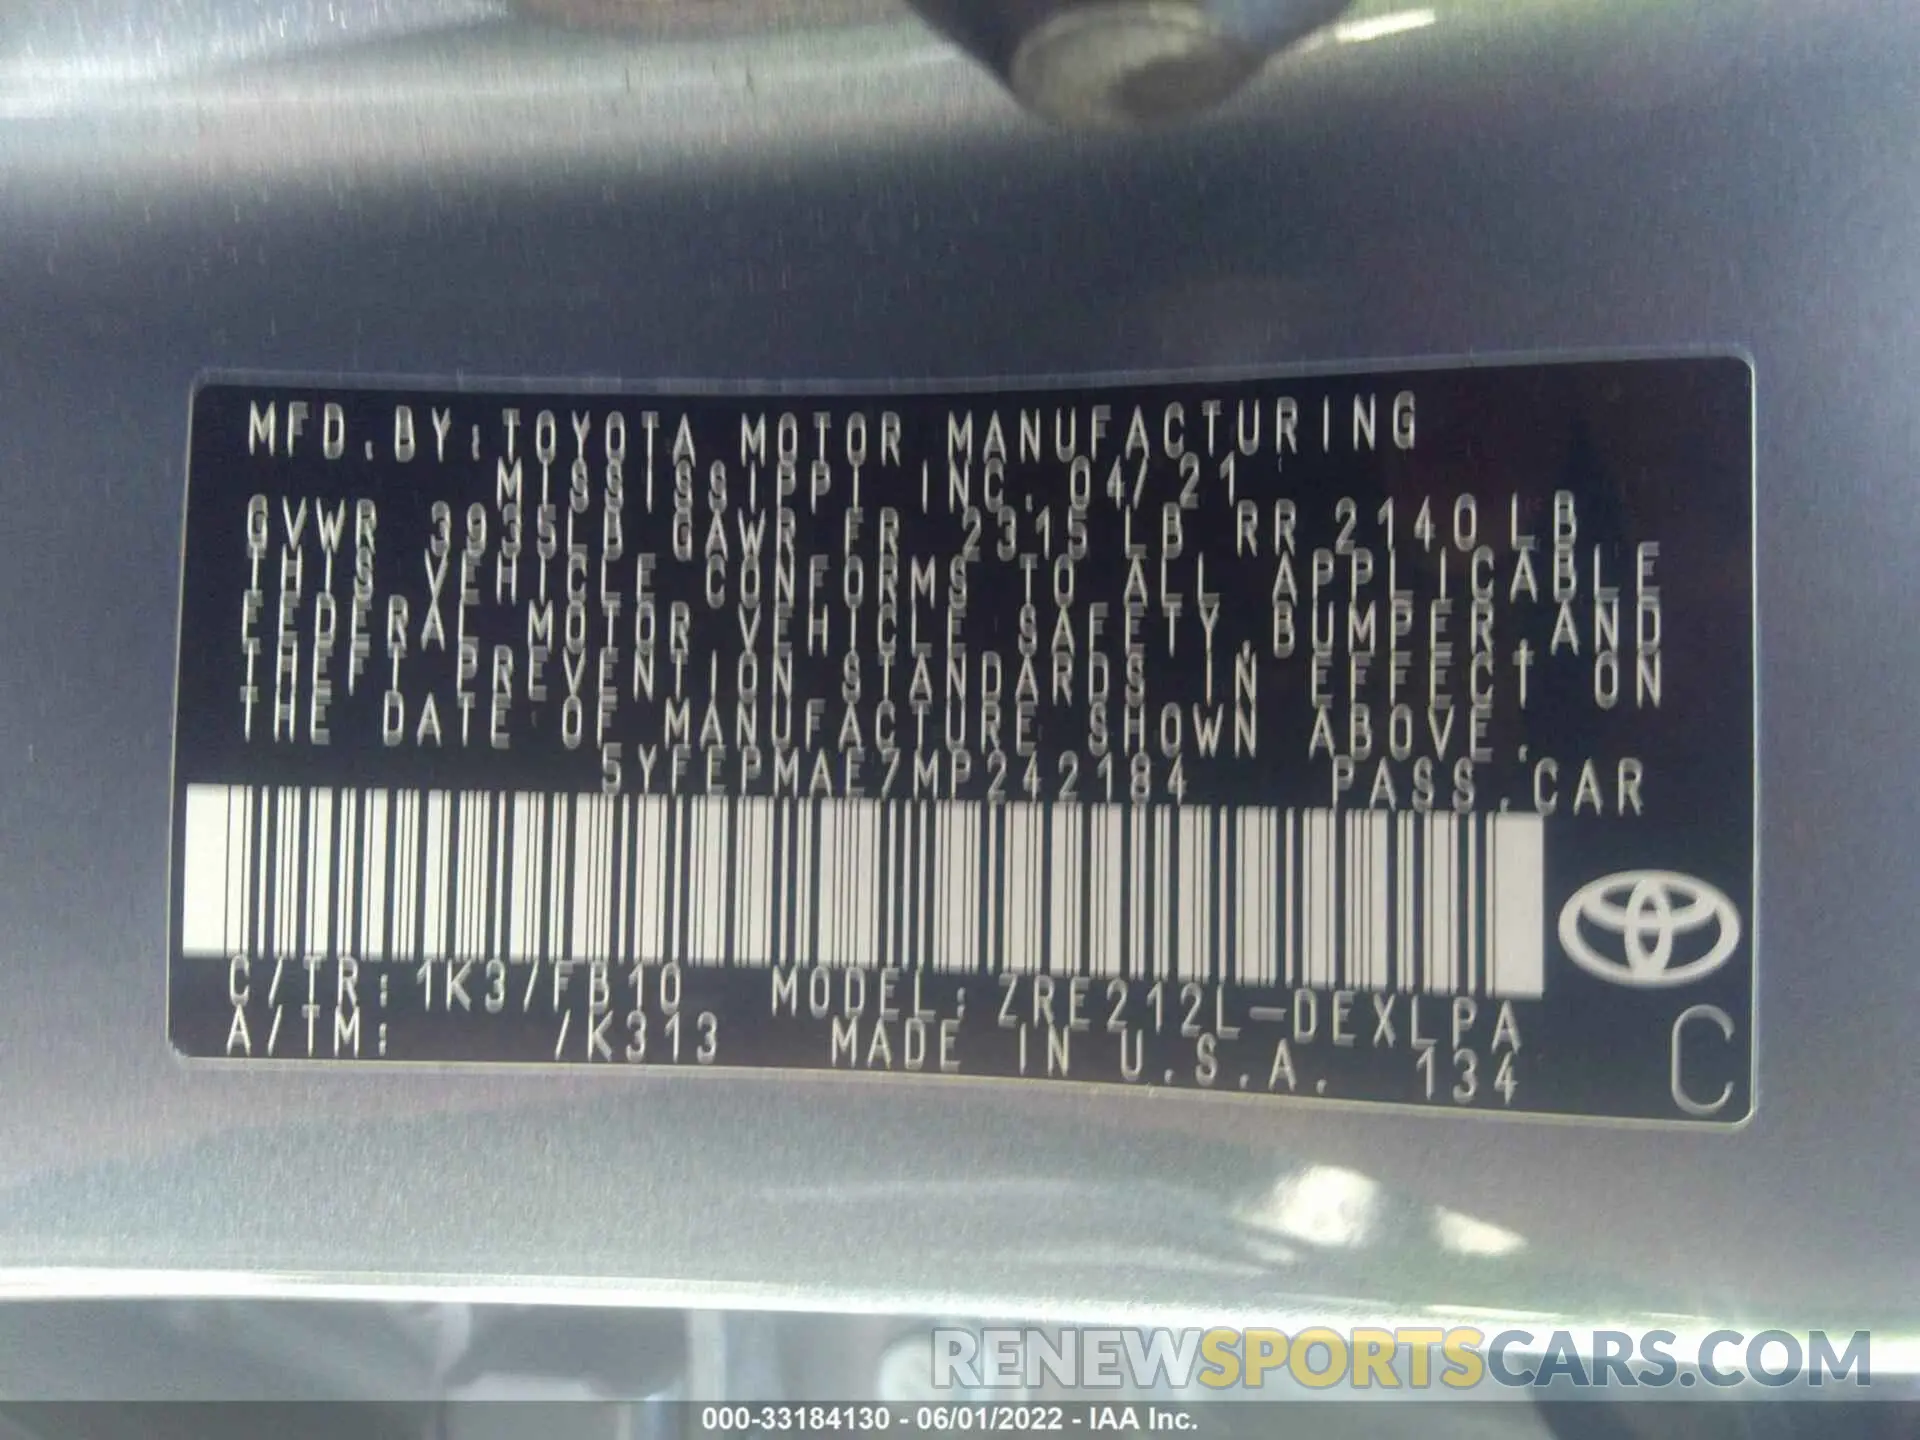 MFD.BY:TOYOTA MOTOR MANUFACTURING
MISSISSIPPI INC. 04/21
GVWR 3935LB GAWR FR 2315LB RR 2140LB
THIS VEHICLE CONFORMS TO ALL APPLICABLE
FEDERAL MOTOR VEHICLE SAFETY,BUMPER,AND
THEFT PREVENTION STANDARDS IN EFFECT ON
THE DATE OF MANUFACTURE SHOWN ABOVE.
5YFEPMAE7MP242184 PASS.CAR
C/TR: 1K3/FB10 MODEL: ZRE212L-DEXLPA
A/TM: /K313 MADE IN U.S.A. 134
C
RENEWSPORTSCARS.COM
000-33184130 - 06/01/2022 - IAA Inc.